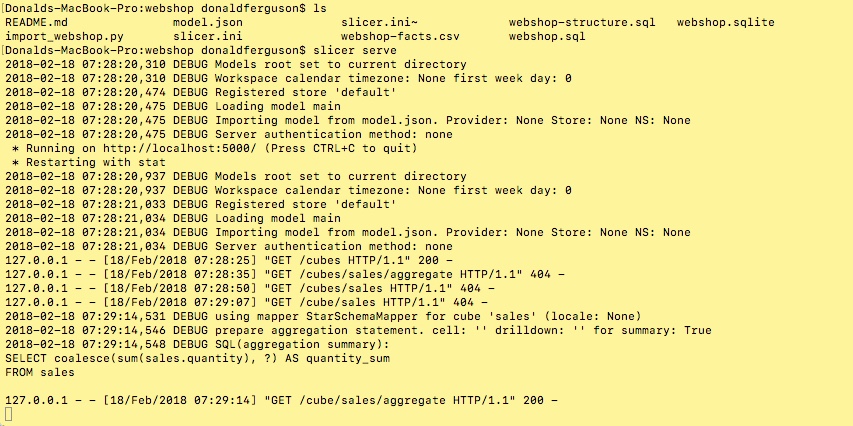 [Donalds-MacBook-Pro:webshop donaldferguson$ ls
README.md model.json slicer.ini~ webshop-structure.sql webshop.sqlite
import_webshop.py slicer.ini webshop-facts.csv webshop.sql
[Donalds-MacBook-Pro:webshop donaldferguson$ slicer serve
2018-02-18 07:28:20,310 DEBUG Models root set to current directory
2018-02-18 07:28:20,310 DEBUG Workspace calendar timezone: None first week day: 0
2018-02-18 07:28:20,474 DEBUG Registered store 'default'
2018-02-18 07:28:20,475 DEBUG Loading model main
2018-02-18 07:28:20,475 DEBUG Importing model from model.json. Provider: None Store: None NS: None
2018-02-18 07:28:20,475 DEBUG Server authentication method: none
 * Running on http://localhost:5000/ (Press CTRL+C to quit)
 * Restarting with stat
2018-02-18 07:28:20,937 DEBUG Models root set to current directory
2018-02-18 07:28:20,937 DEBUG Workspace calendar timezone: None first week day: 0
2018-02-18 07:28:21,033 DEBUG Registered store 'default'
2018-02-18 07:28:21,034 DEBUG Loading model main
2018-02-18 07:28:21,034 DEBUG Importing model from model.json. Provider: None Store: None NS: None
2018-02-18 07:28:21,034 DEBUG Server authentication method: none
127.0.0.1 - - [18/Feb/2018 07:28:25] "GET /cubes HTTP/1.1" 200 -
127.0.0.1 - - [18/Feb/2018 07:28:35] "GET /cubes/sales/aggregate HTTP/1.1" 404 -
127.0.0.1 - - [18/Feb/2018 07:28:50] "GET /cubes/sales HTTP/1.1" 404 -
127.0.0.1 - - [18/Feb/2018 07:29:07] "GET /cube/sales HTTP/1.1" 404 -
2018-02-18 07:29:14,531 DEBUG using mapper StarSchemaMapper for cube 'sales' (locale: None)
2018-02-18 07:29:14,546 DEBUG prepare aggregation statement. cell: '' drilldown: '' for summary: True
2018-02-18 07:29:14,548 DEBUG SQL(aggregation summary):
SELECT coalesce(sum(sales.quantity), ?) AS quantity_sum
FROM sales
127.0.0.1 - - [18/Feb/2018 07:29:14] "GET /cube/sales/aggregate HTTP/1.1" 200 -